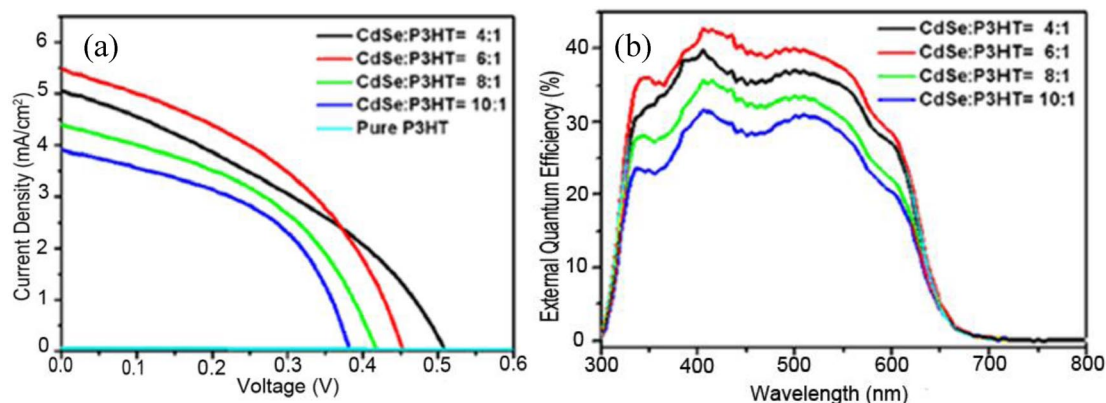 (a)
CdSe:P3HT= 4:1
CdSe:P3HT= 6:1
CdSe:P3HT= 8:1
CdSe:P3HT= 10:1
Pure P3HT
Current Density (mA/cm²)
6
5
4
3
2
1
0
0.0 0.1 0.2 0.3 0.4 0.5 0.6
Voltage (V)
(b)
CdSe:P3HT= 4:1
CdSe:P3HT= 6:1
CdSe:P3HT= 8:1
CdSe:P3HT= 10:1
External Quantum Efficiency (%)
40
30
20
10
0
300 400 500 600 700 800
Wavelength (nm)